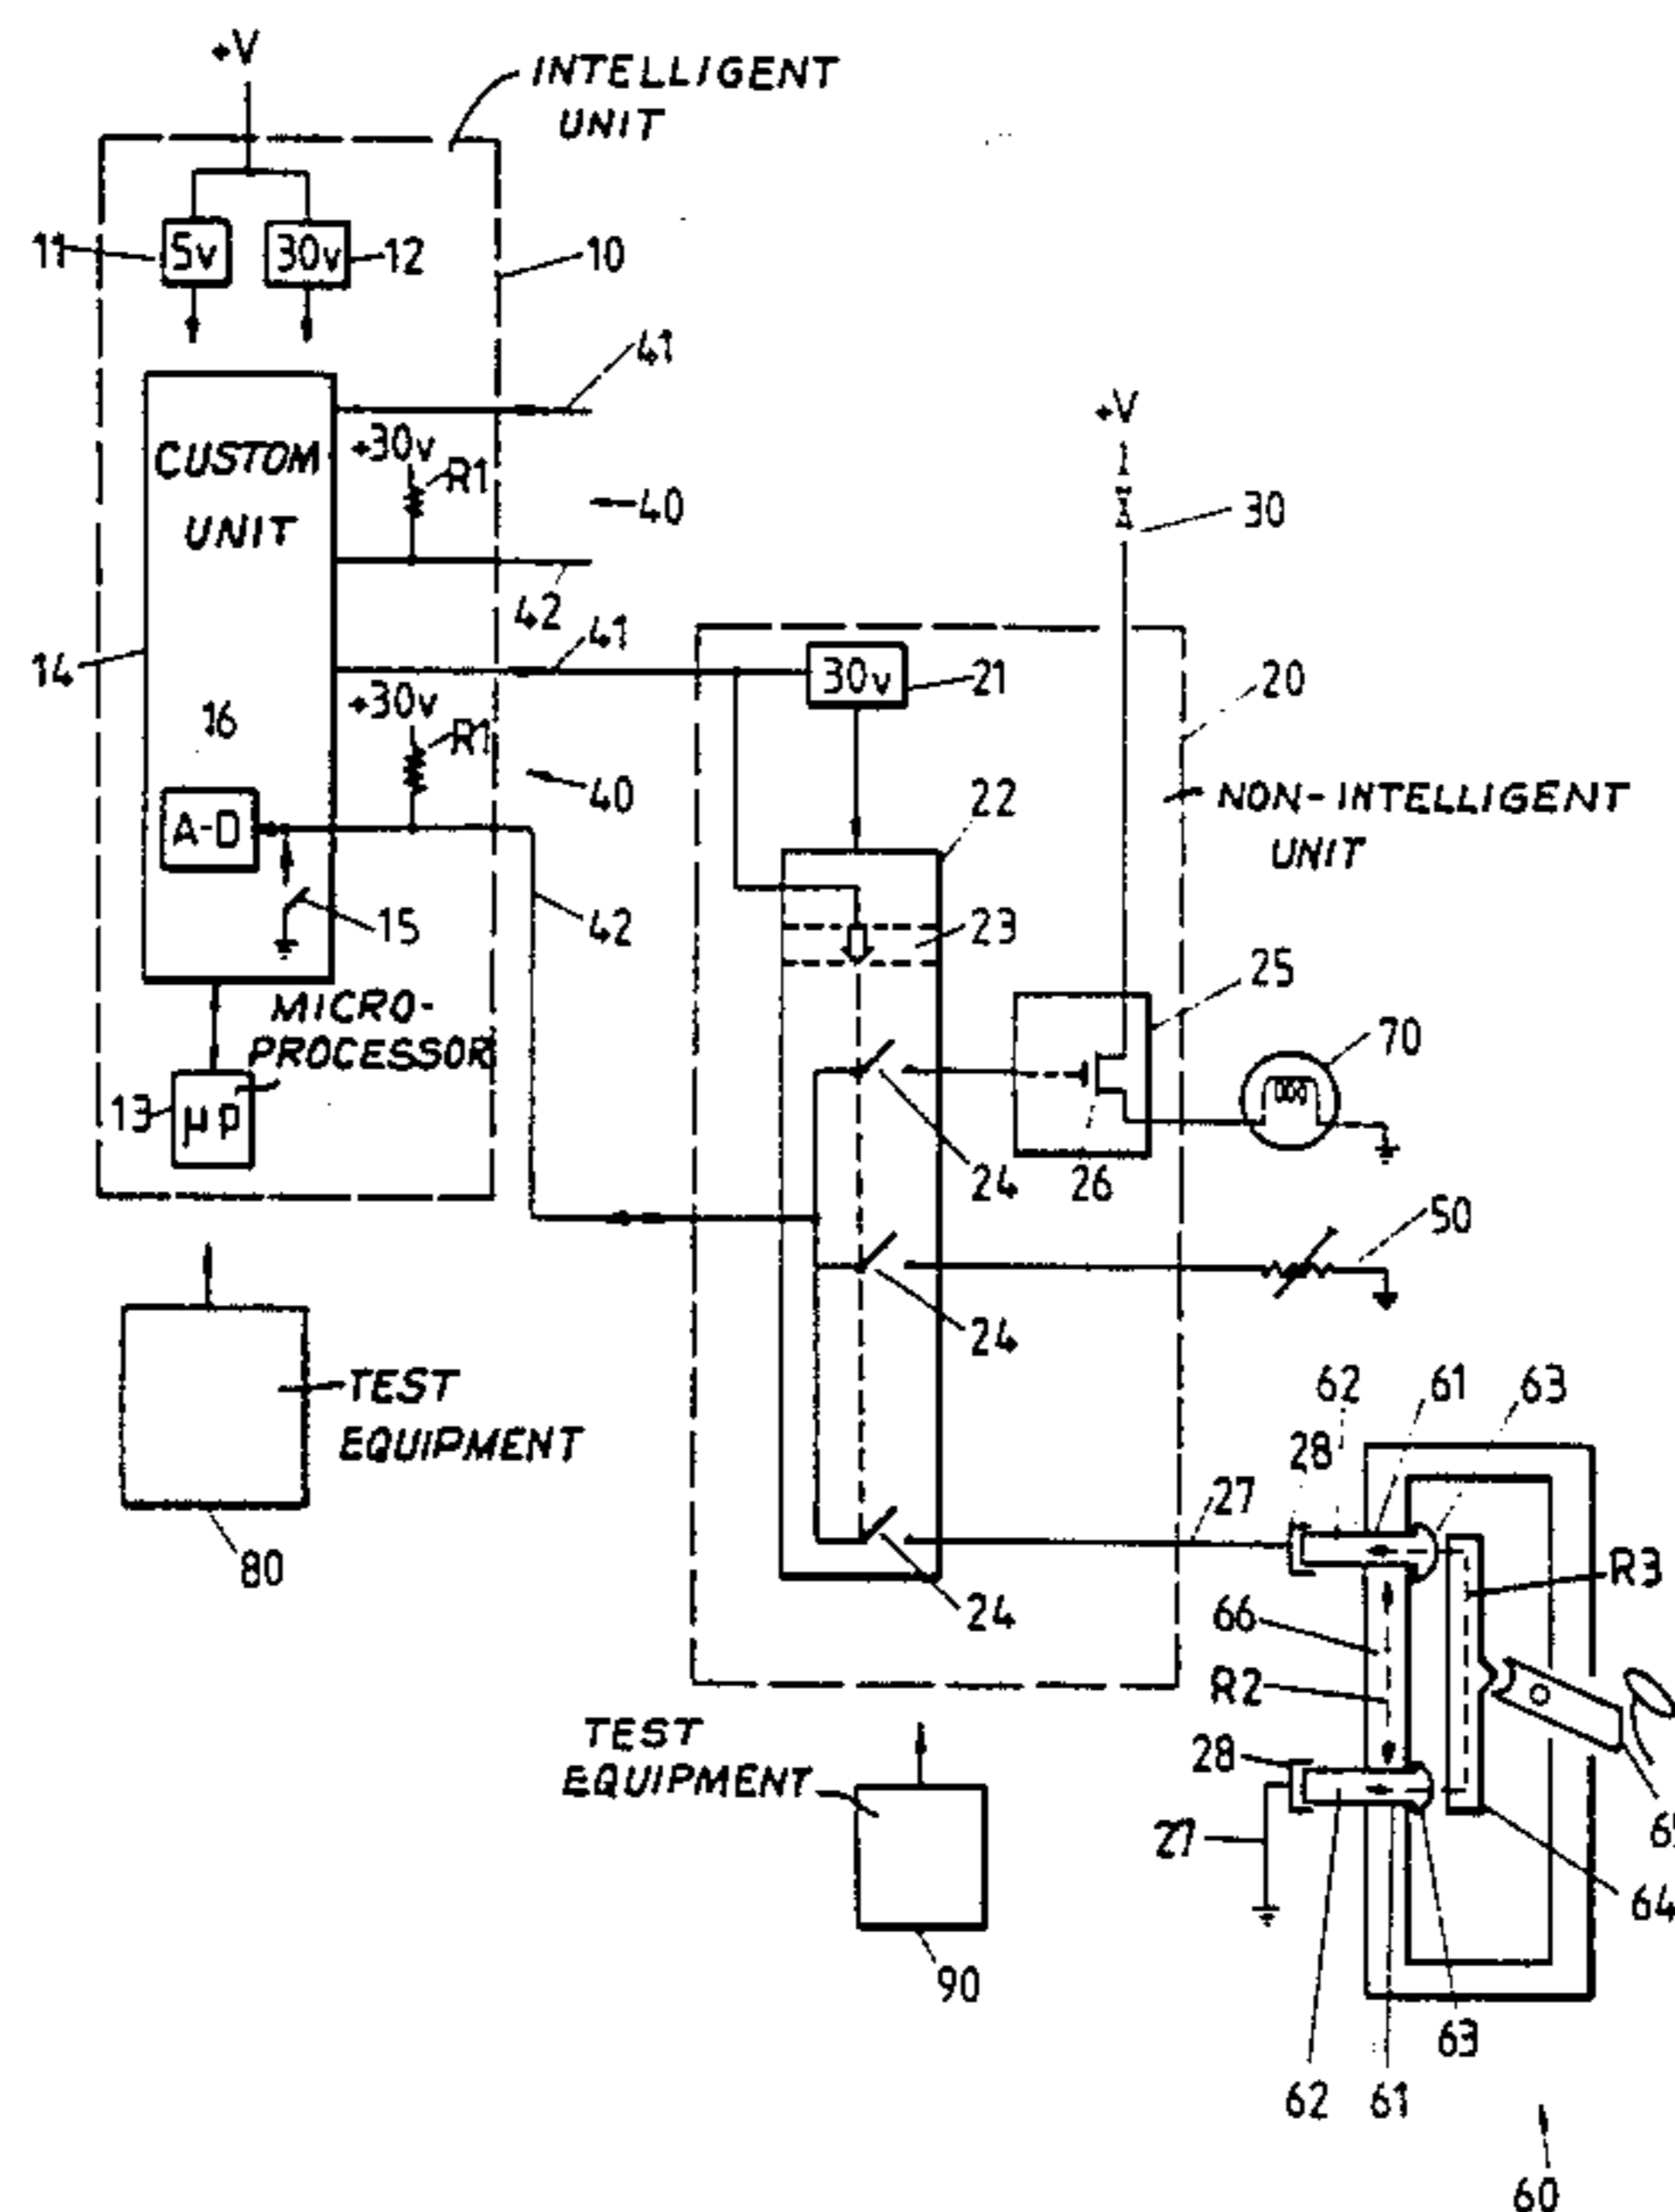 +V
INTELLIGENT
UNIT
11
5v
30v
12
10
41
CUSTOM
UNIT
+30v
R1
40
42
+V
30
14
41
+30v
R1
16
A-D
15
40
42
30v
21
20
22
NON-INTELLIGENT
UNIT
23
25
MICRO-
PROCESSOR
13
μP
70
24
26
50
24
TEST
EQUIPMENT
80
62
61
63
28
27
R3
24
66
R2
TEST
EQUIPMENT
28
27
64
90
63
62
61
60